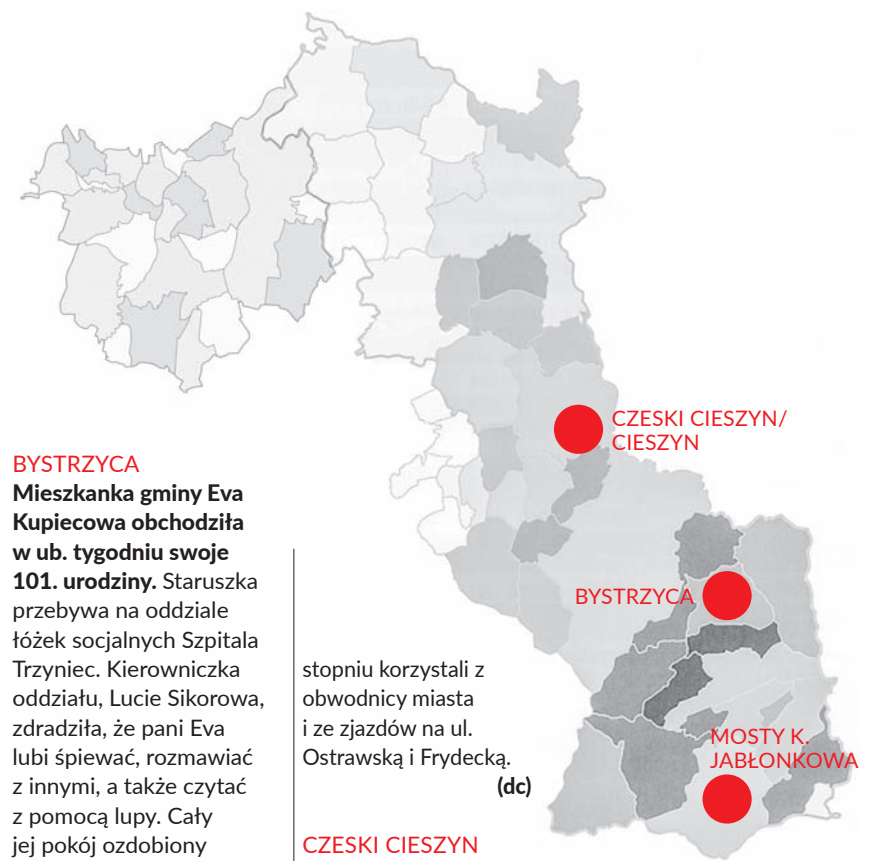 CZESKI CIESZYN/
CIESZYN
BYSTRZYCA
MOSTY K.
JABŁONKOWA
BYSTRZYCA
Mieszkanka gminy Eva
Kupiecowa obchodziła
w ub. tygodniu swoje
101. urodziny. Staruszka
przebywa na oddziale
łóżek socjalnych Szpitala
Trzyniec. Kierowniczka
oddziału, Lucie Sikorowa,
zdradziła, że pani Eva
lubi śpiewać, rozmawiać
z innymi, a także czytać
z pomocą lupy. Cały
jej pokój ozdobiony
stopniu korzystali z
obwodnicy miasta
i ze zjazdów na ul.
Ostrawską i Frydecką.
(dc)
CZESKI CIESZYN